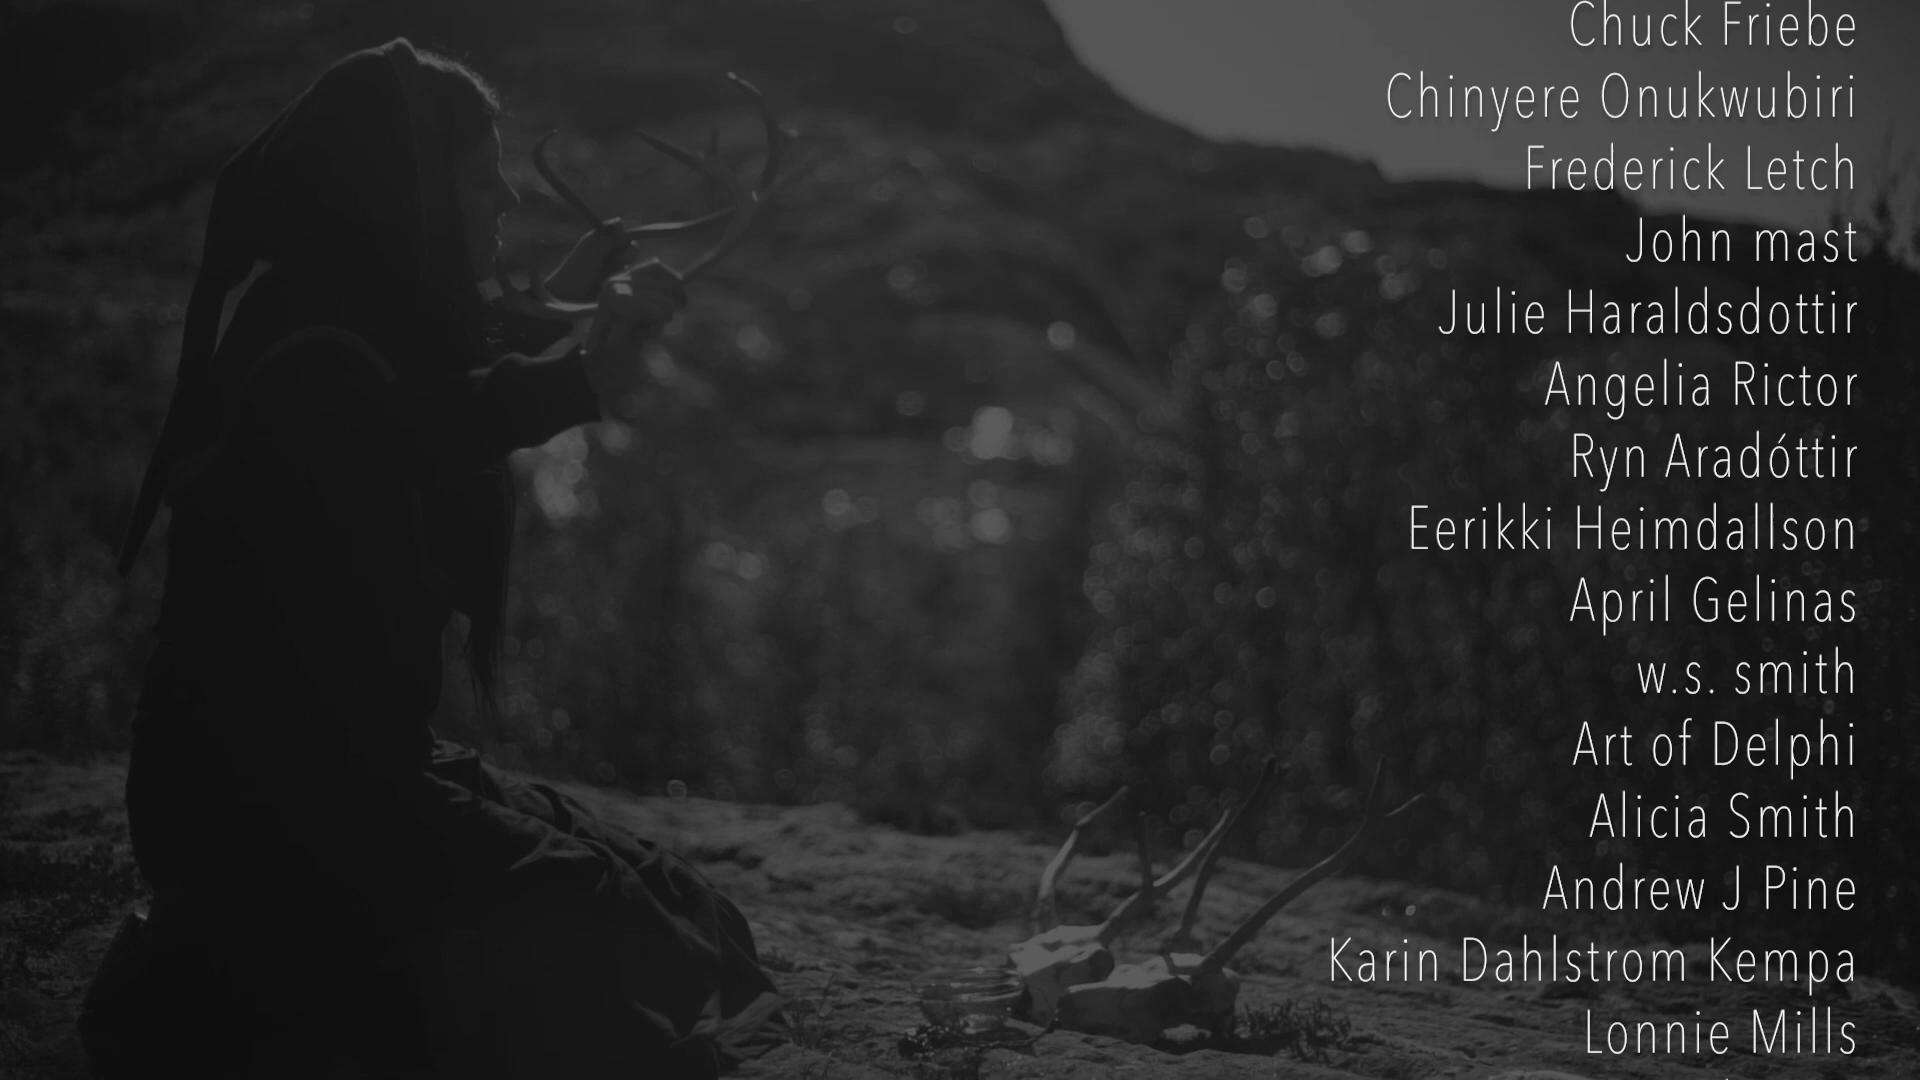 Chuck Friebe
Chinyere Onukwubiri
Frederick Letch
John mast
Julie Haraldsdottir
Angelia Rictor
Ryn Aradóttir
Eerikki Heimdallson
April Gelinas
w.s. smith
Art of Delphi
Alicia Smith
Andrew J Pine
Karin Dahlstrom Kempa
Lonnie Mills